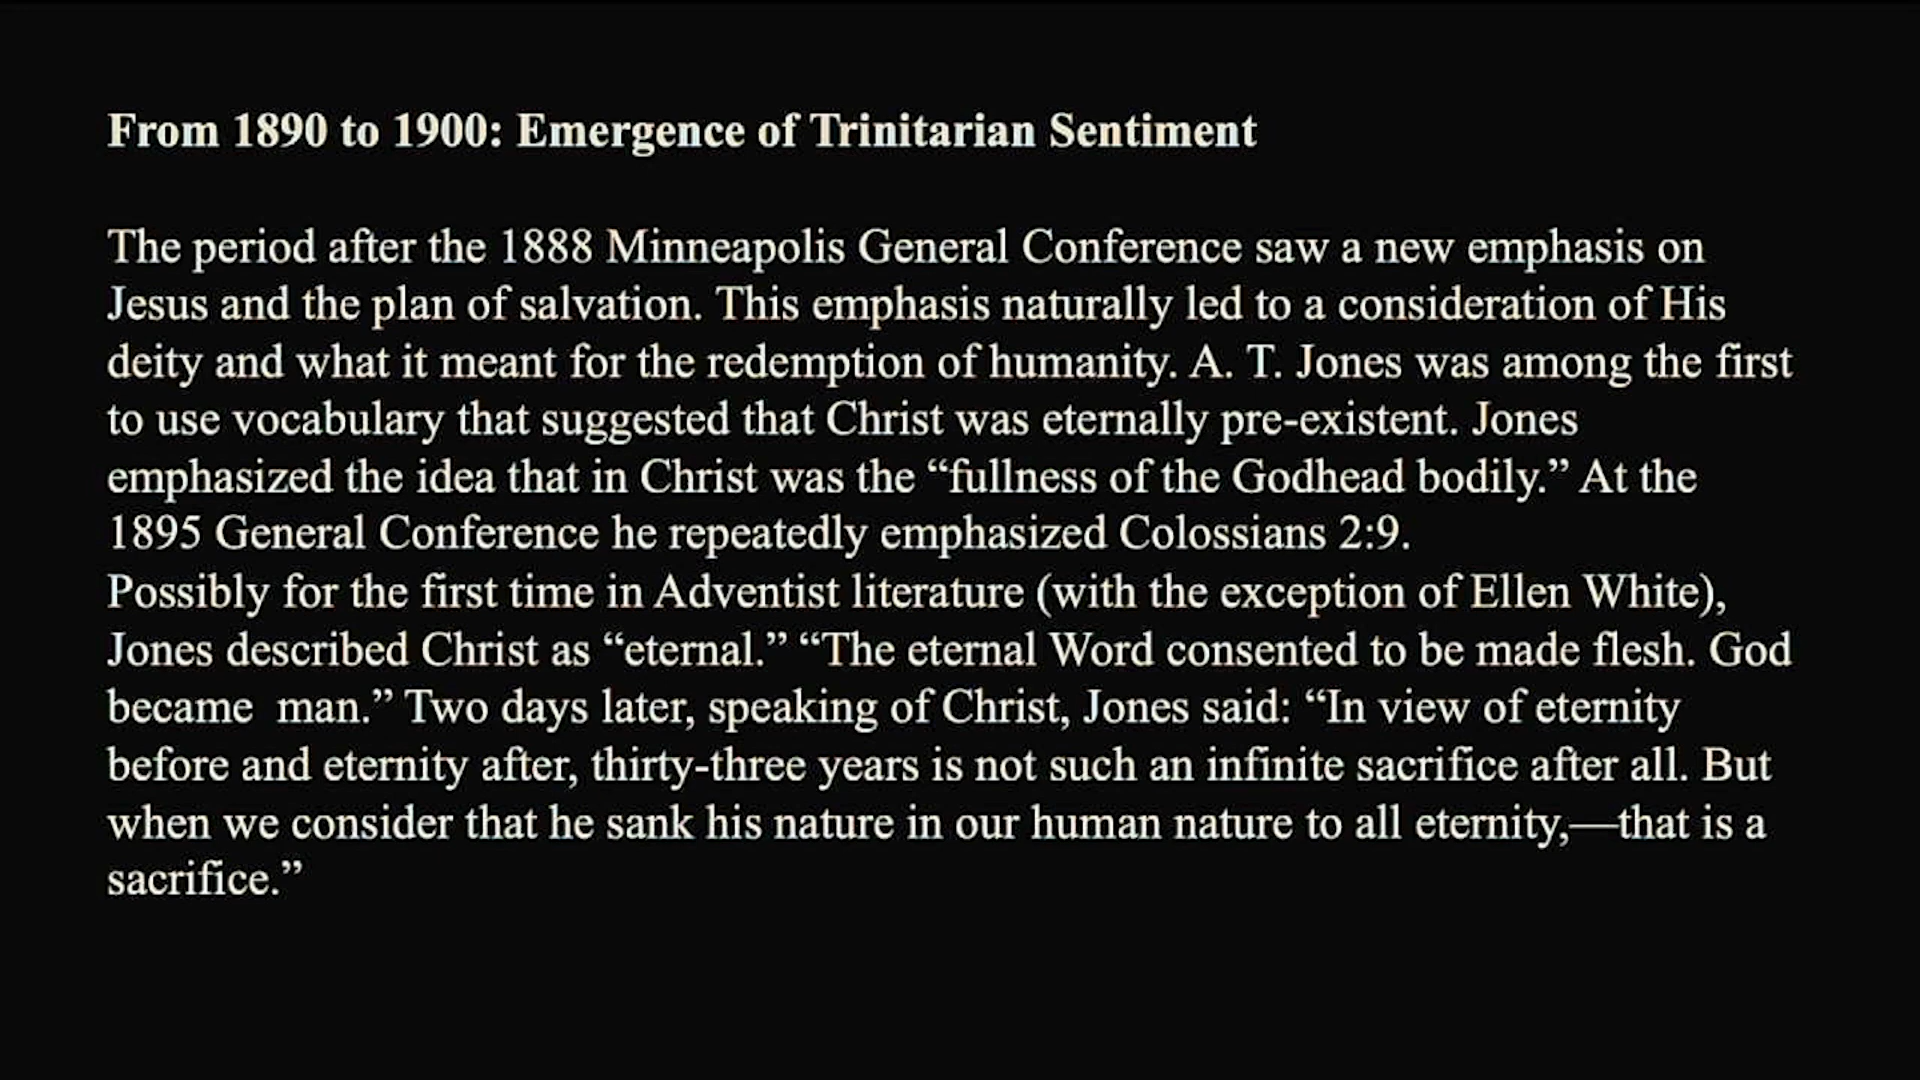 From 1890 to 1900: Emergence of Trinitarian Sentiment
The period after the 1888 Minneapolis General Conference saw a new emphasis on
Jesus and the plan of salvation. This emphasis naturally led to a consideration of His
deity and what it meant for the redemption of humanity. A. T. Jones was among the first
to use vocabulary that suggested that Christ was eternally pre-existent. Jones
emphasized the idea that in Christ was the “fullness of the Godhead bodily.” At the
1895 General Conference he repeatedly emphasized Colossians 2:9.
Possibly for the first time in Adventist literature (with the exception of Ellen White),
Jones described Christ as “eternal.” “The eternal Word consented to be made flesh. God
became  man.” Two days later, speaking of Christ, Jones said: “In view of eternity
before and eternity after, thirty-three years is not such an infinite sacrifice after all. But
when we consider that he sank his nature in our human nature to all eternity,—that is a
sacrifice.”